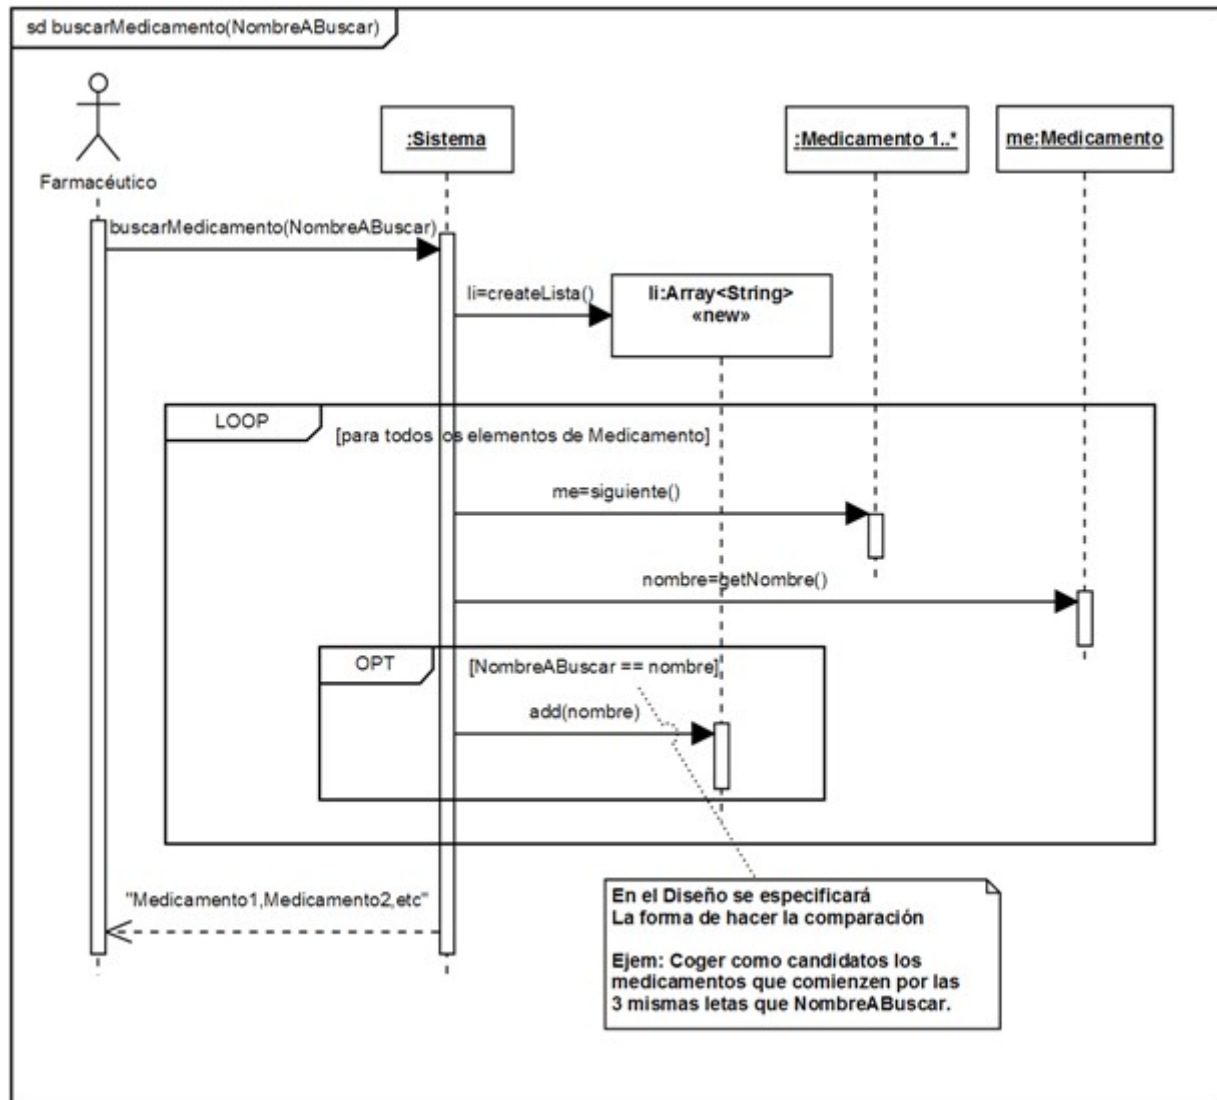 sd buscarMedicamento(NombreABuscar)
:Sistema
:Medicamento 1..*
me:Medicamento
Farmacéutico
buscarMedicamento(NombreABuscar)
li=createLista()
li:Array<String>
«new»
LOOP
[para todos los elementos de Medicamento]
me=siguiente()
nombre=getNombre()
OPT
[NombreABuscar == nombre]
add(nombre)
"Medicamento1,Medicamento2,etc"
En el Diseño se especificará
La forma de hacer la comparación
Ejem: Coger como candidatos los
medicamentos que comienzen por las
3 mismas letas que NombreABuscar.